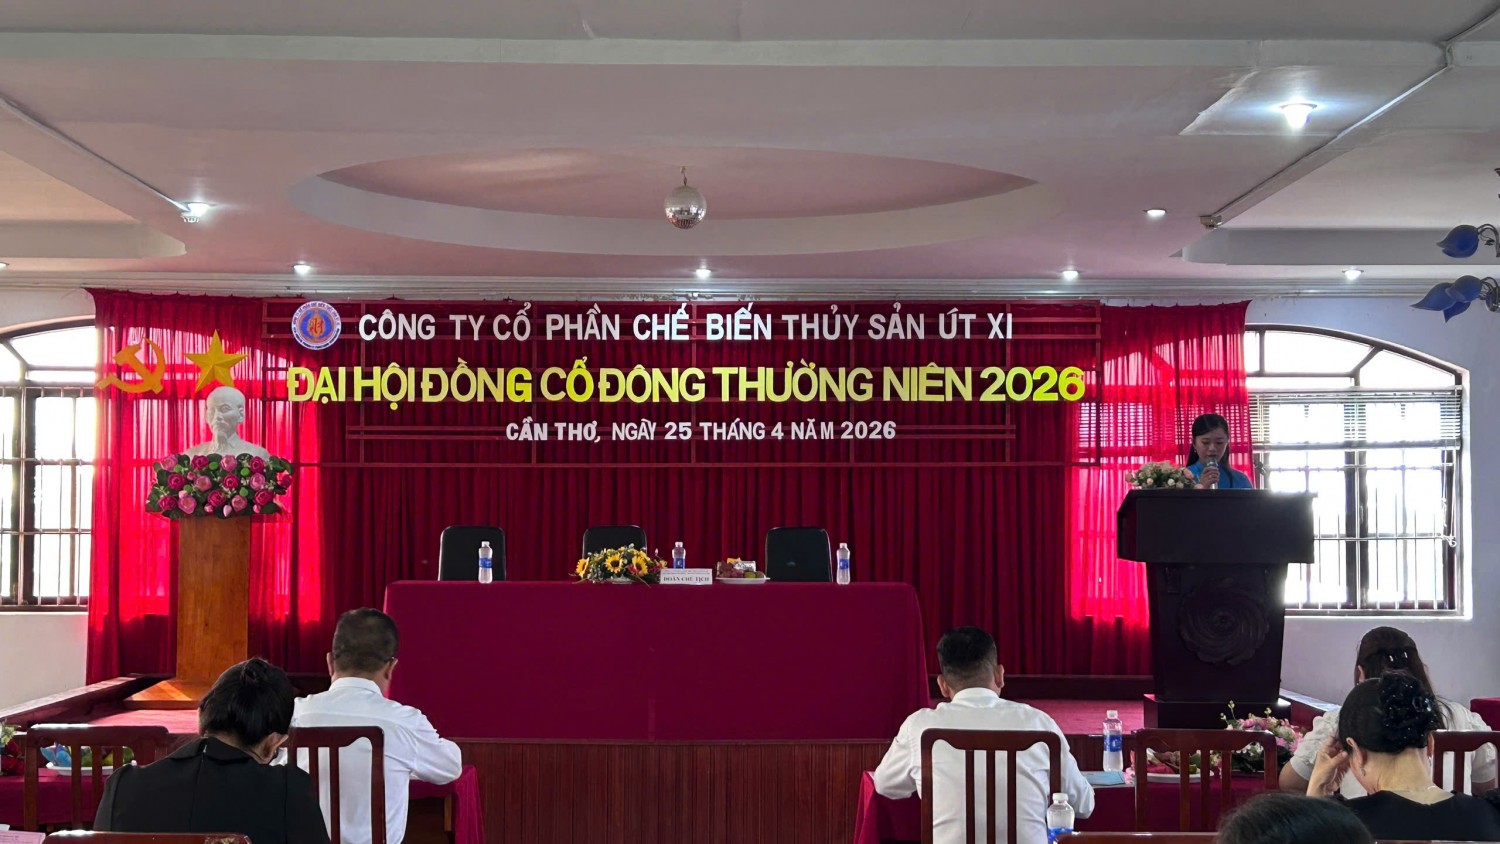 CÔNG TY CỔ PHẦN CHẾ BIẾN THỦY SẢN ÚT XI
ĐẠI HỘI ĐỒNG CỔ ĐÔNG THƯỜNG NIÊN 2026
CẦN THƠ, NGÀY 25 THÁNG 4 NĂM 2026
ĐOÀN CHỦ TỊCH